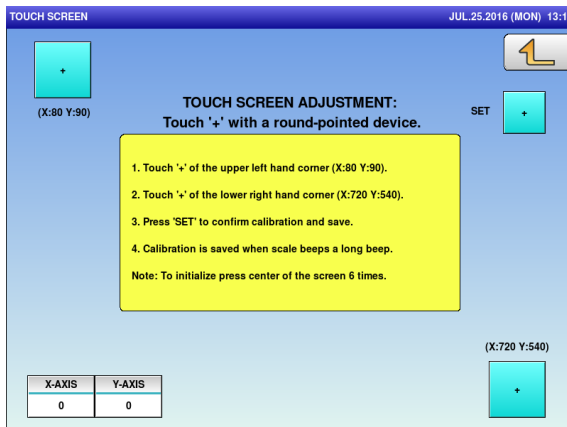 TOUCH SCREEN
JUL.25.2016 (MON) 13:1
+
(X:80 Y:90)
TOUCH SCREEN ADJUSTMENT:
Touch '+' with a round-pointed device.
SET
+
1. Touch '+' of the upper left hand corner (X:80 Y:90).
2. Touch '+' of the lower right hand corner (X:720 Y:540).
3. Press 'SET' to confirm calibration and save.
4. Calibration is saved when scale beeps a long beep.
Note: To initialize press center of the screen 6 times.
(X:720 Y:540)
+
X-AXIS Y-AXIS
0 0